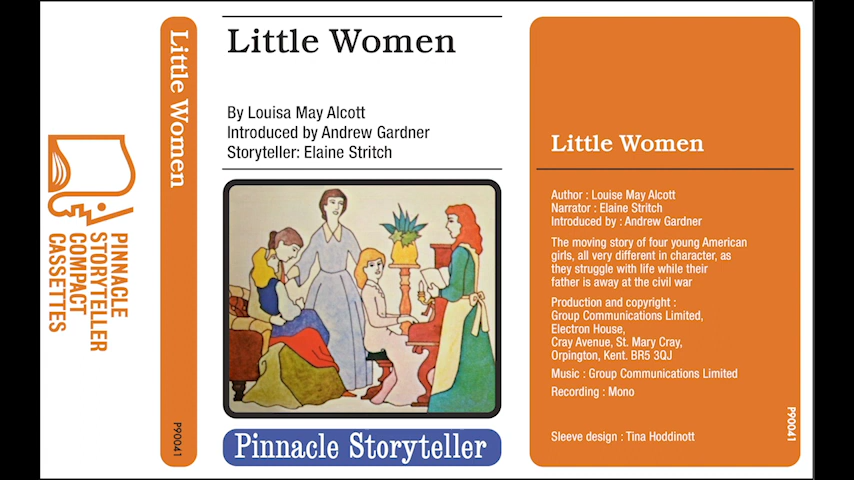 PINNACLE
STORYTELLER
COMPACT
CASSETTES
Little Women
P90041
Little Women
By Louisa May Alcott
Introduced by Andrew Gardner
Storyteller: Elaine Stritch
Pinnacle Storyteller
Little Women
Author : Louise May Alcott
Narrator : Elaine Stritch
Introduced by : Andrew Gardner
The moving story of four young American
girls, all very different in character, as
they struggle with life while their
father is away at the civil war
Production and copyright :
Group Communications Limited,
Electron House,
Cray Avenue, St. Mary Cray,
Orpington, Kent. BR5 3QJ
Music : Group Communications Limited
Recording : Mono
Sleeve design : Tina Hoddinott
P90041